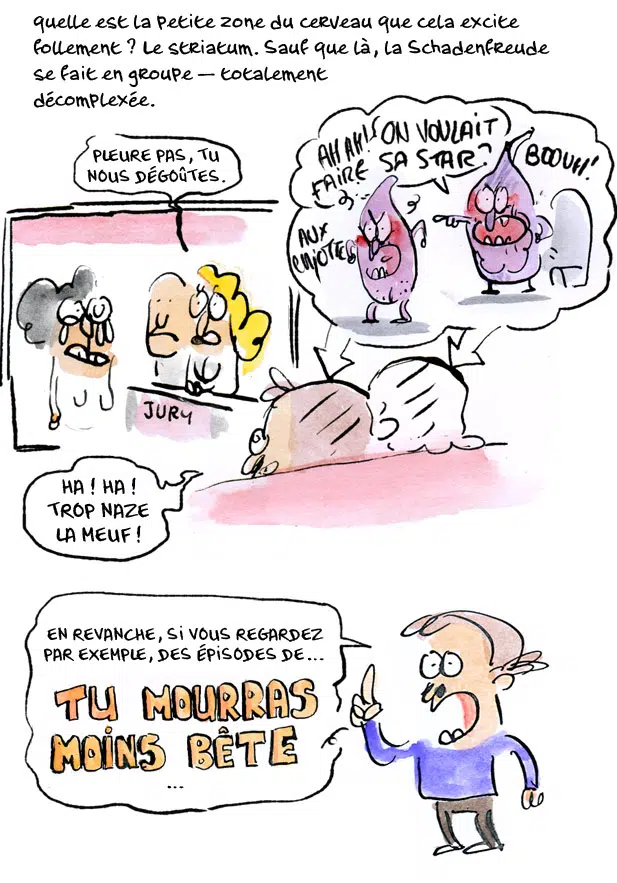 quelle est la petite zone du cerveau que cela excite
follement ? Le striatum. Sauf que là, la Schadenfreude
se fait en groupe — totalement
décomplexée.
PLEURE PAS, TU
NOUS DÉGOÛTES.
AH AH! ON VOULAIT
FAIRE SA STAR?
BOOUH!
AUX
CHIOTTES
JURY
HA ! HA !
TROP NAZE
LA MEUF !
EN REVANCHE, SI VOUS REGARDEZ
PAR EXEMPLE, DES ÉPISODES DE...
TU MOURRAS
MOINS BÊTE
...